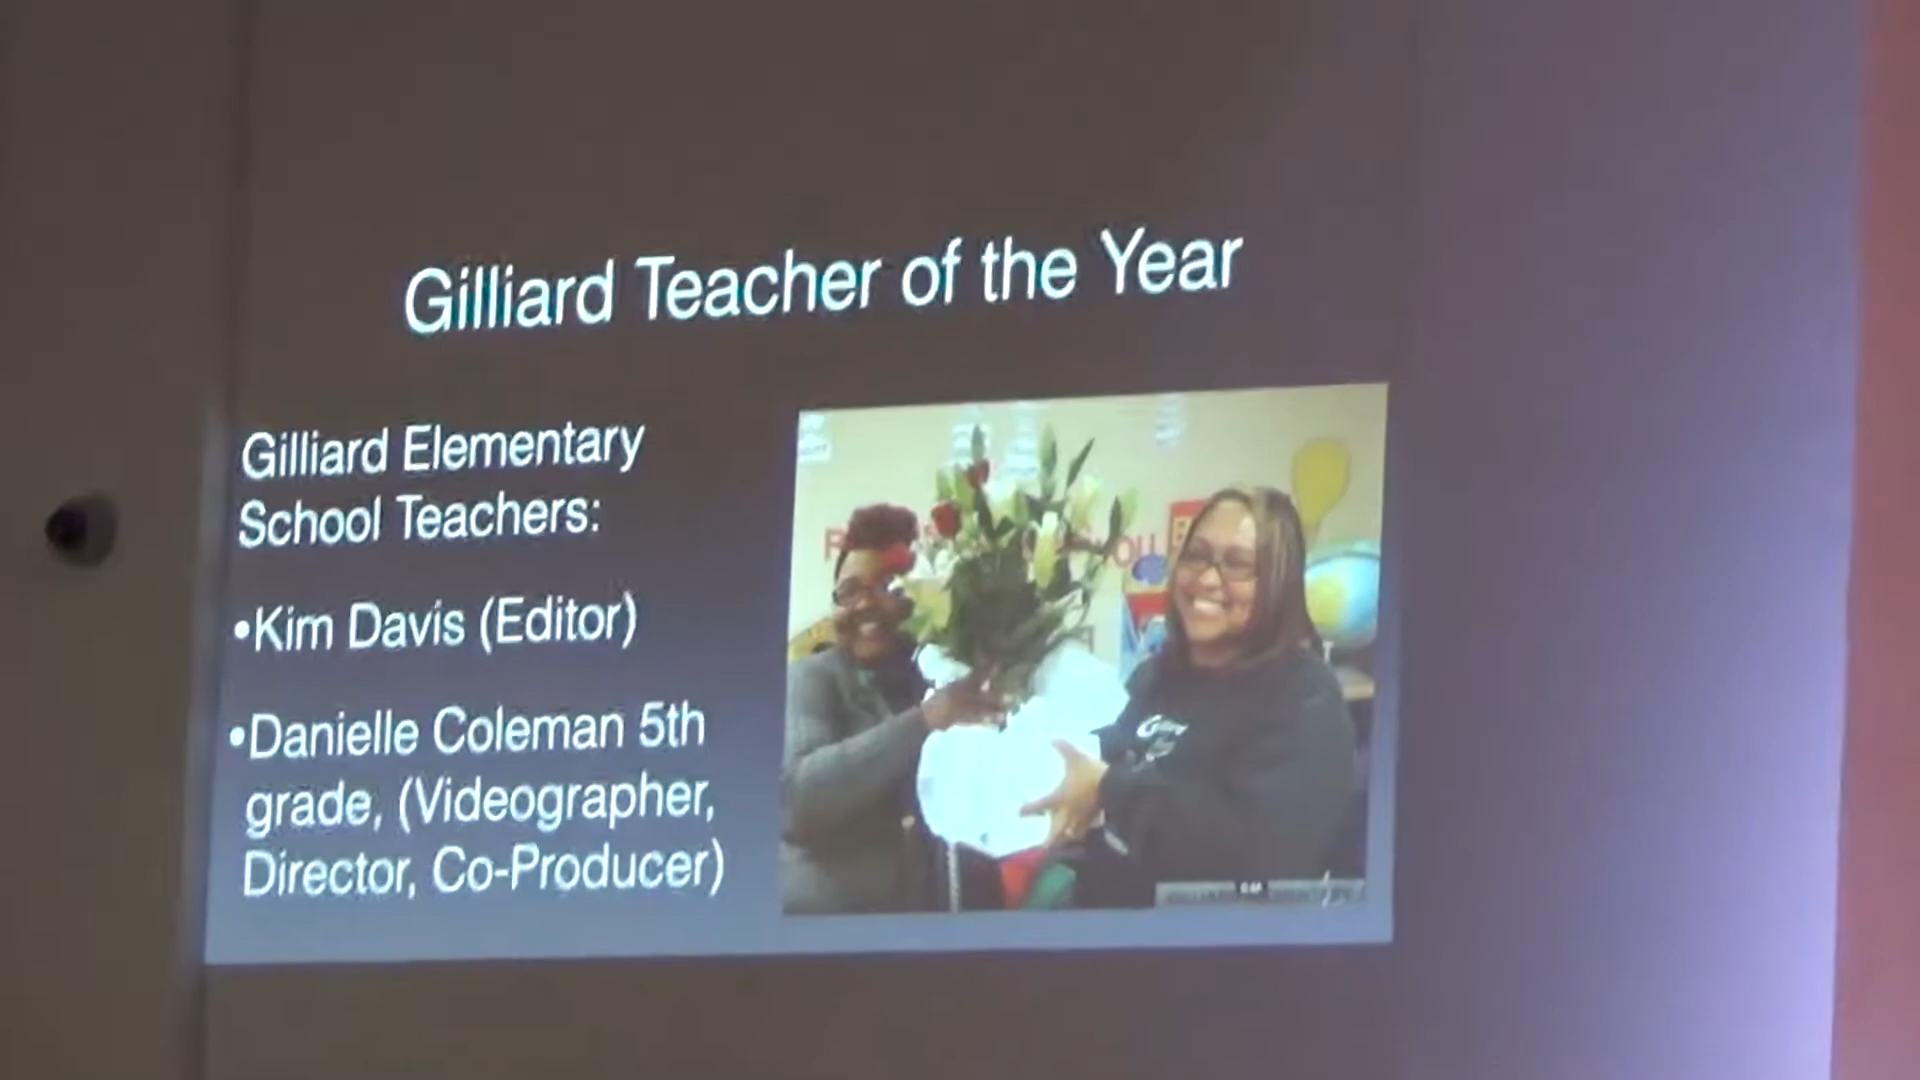 Gilliard Teacher of the Year
Gilliard Elementary
School Teachers:
•Kim Davis (Editor)
•Danielle Coleman 5th
grade, (Videographer,
Director, Co-Producer)